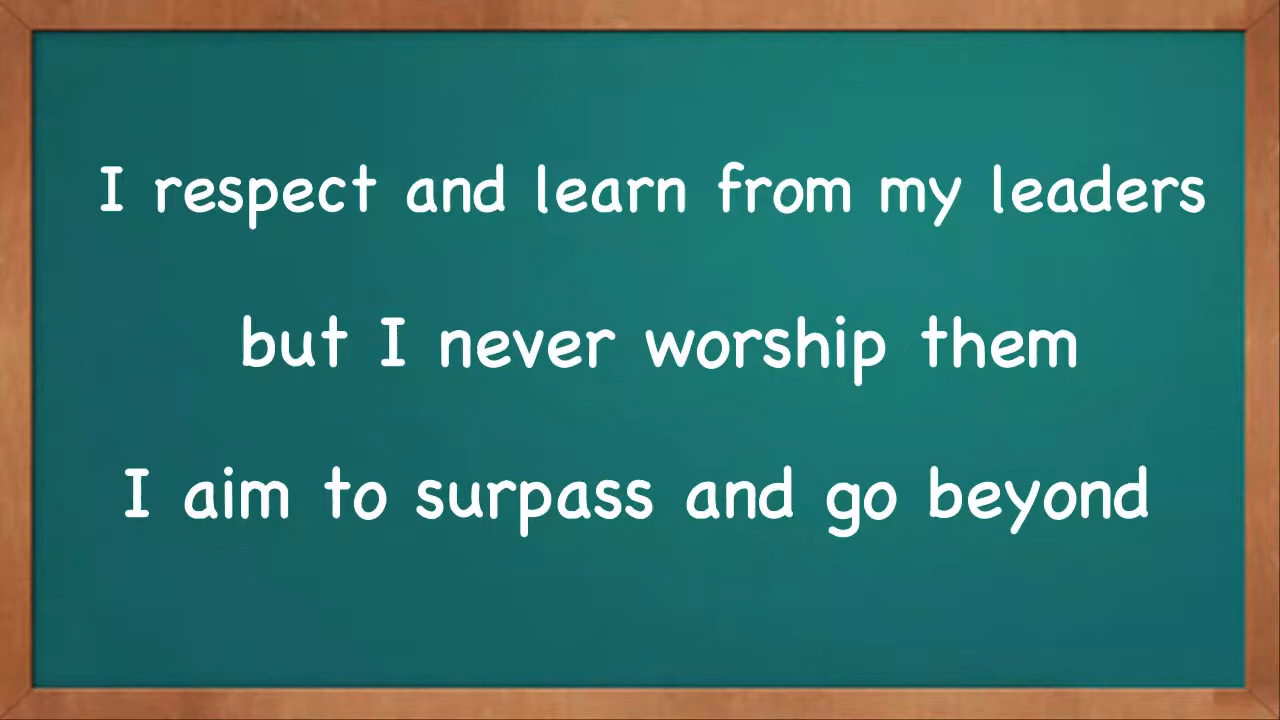 I respect and learn from my leaders
but I never worship them
I aim to surpass and go beyond